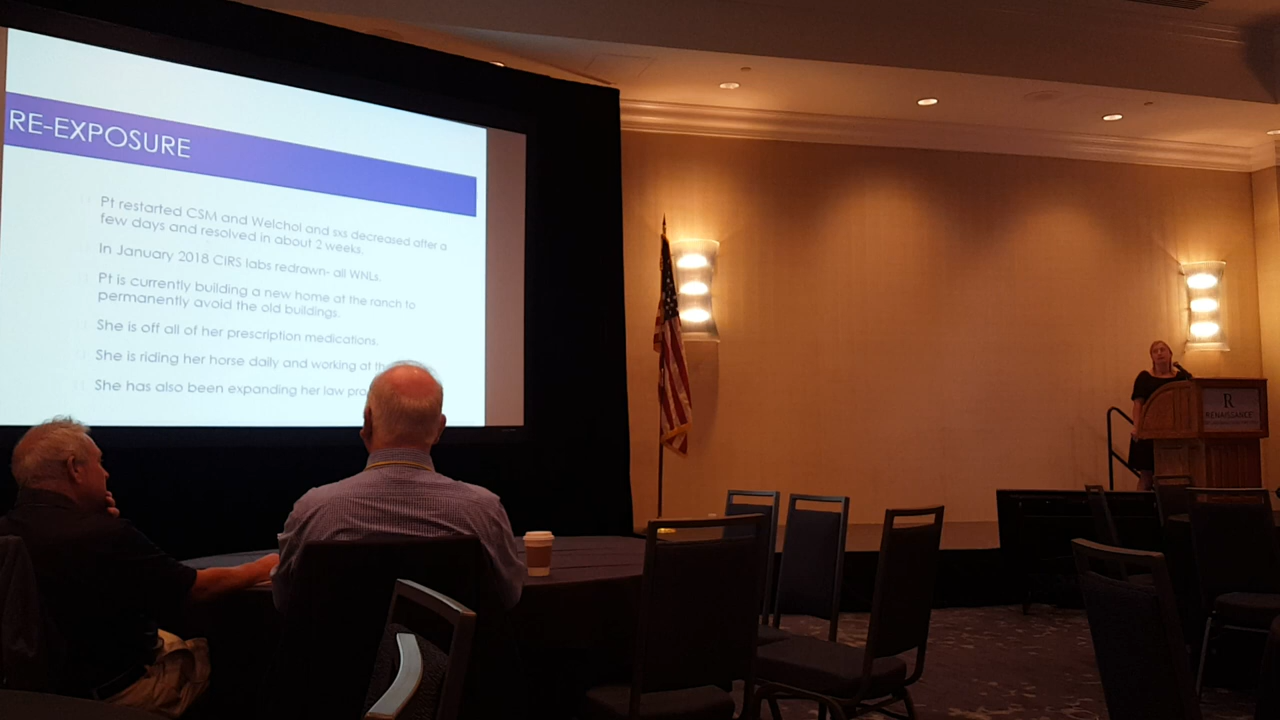 RE-EXPOSURE
Pt restarted CSM and Welchol and sxs decreased after a
few days and resolved in about 2 weeks.
In January 2018 CIRS labs redrawn- all WNLs.
Pt is currently building a new home at the ranch to
permanently avoid the old buildings.
She is off all of her prescription medications.
She is riding her horse daily and working at th
She has also been expanding her law pra
R
RENAISSANCE